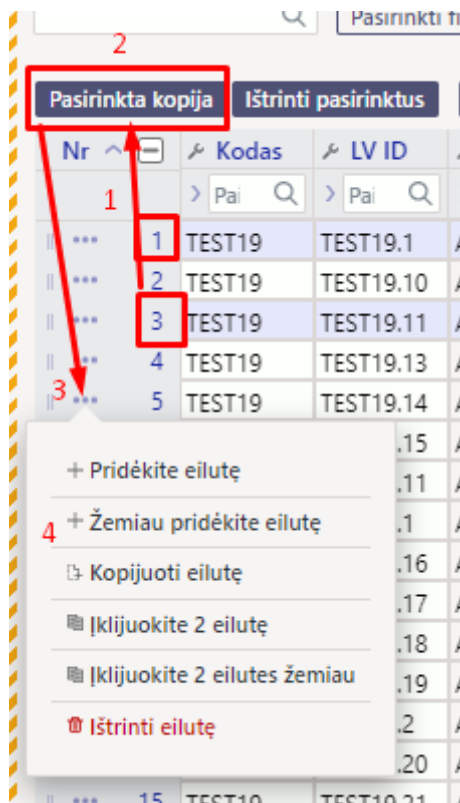 Pasirinkti
2
Pasirinkta kopija Ištrinti pasirinktus
Nr Kodas LV ID
1 Pai Pai
1 TEST19 TEST19.1
2 TEST19 TEST19.10
3 TEST19 TEST19.11
4 TEST19 TEST19.13
3 5 TEST19 TEST19.14
.15
+ Pridėkite eilutę
.11
4 + Žemiau pridėkite eilutę
.1
Kopijuoti eilutę
.16
.17
Įklijuokite 2 eilutę
.18
Įklijuokite 2 eilutes žemiau
.19
Ištrinti eilutę
.2
.20
15 TEST19 TEST19.21